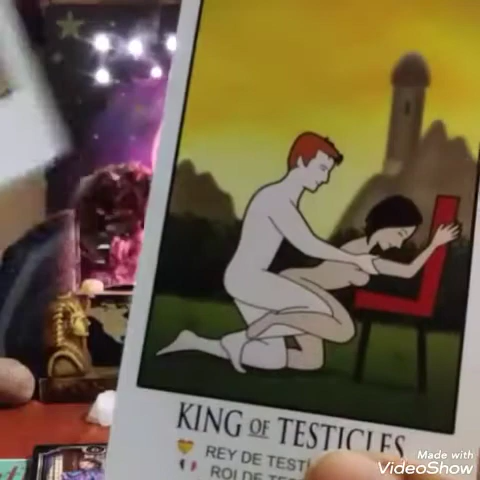 KING OF TESTICLES
REY DE
ROI DE
Made with
VideoShow